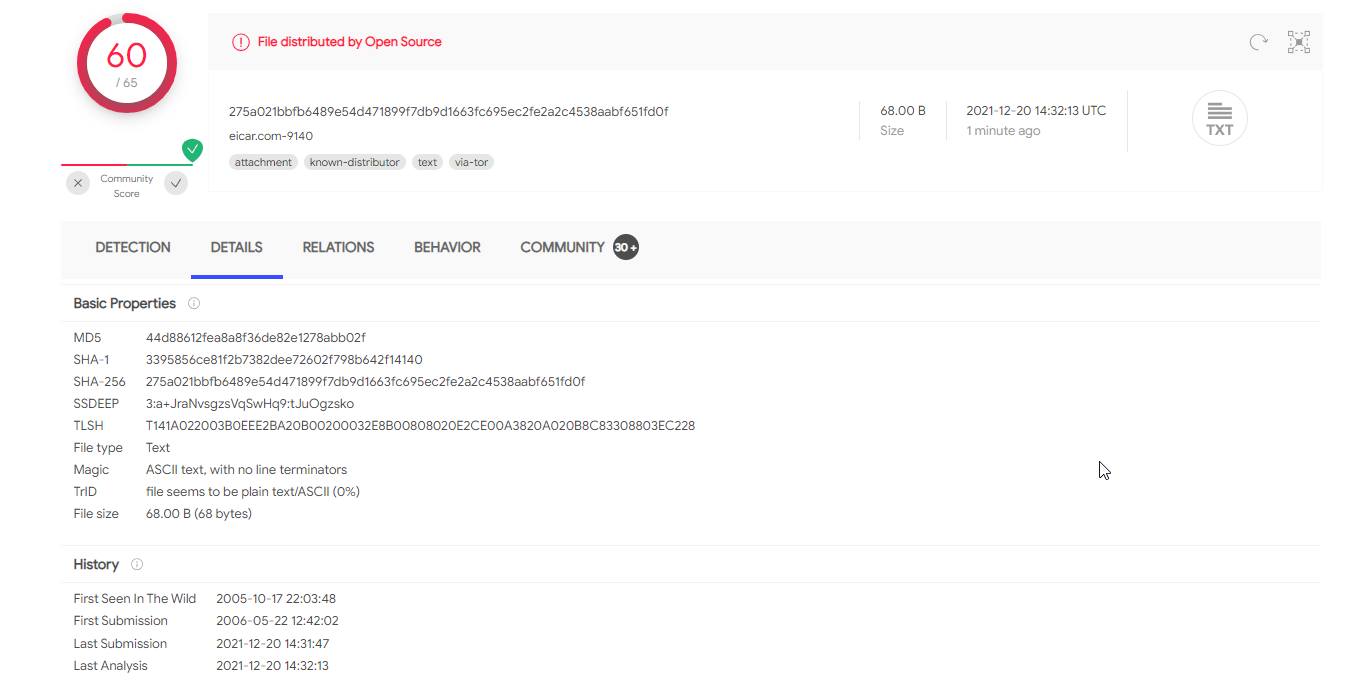 60
/ 65
Community
Score
File distributed by Open Source
275a021bbfb6489e54d471899f7db9d1663fc695ec2fe2a2c4538aabf651fd0f
eicar.com-9140
attachment known-distributor text via-tor
68.00 B
Size
2021-12-20 14:32:13 UTC
1 minute ago
TXT
DETECTION DETAILS RELATIONS BEHAVIOR COMMUNITY 30 +
Basic Properties
MD5 44d88612fea8a8f36de82e1278abb02f
SHA-1 3395856ce81f2b7382dee72602f798b642f14140
SHA-256 275a021bbfb6489e54d471899f7db9d1663fc695ec2fe2a2c4538aabf651fd0f
SSDEEP 3:a+JraNvsgzsVqSwHq9:tJuOgzsko
TLSH T141A022003B0EEE2BA20B00200032E8B00808020E2CE00A3820A020B8C83308803EC228
File type Text
Magic ASCII text, with no line terminators
TrID file seems to be plain text/ASCII (0%)
File size 68.00 B (68 bytes)
History
First Seen In The Wild 2005-10-17 22:03:48
First Submission 2006-05-22 12:42:02
Last Submission 2021-12-20 14:31:47
Last Analysis 2021-12-20 14:32:13